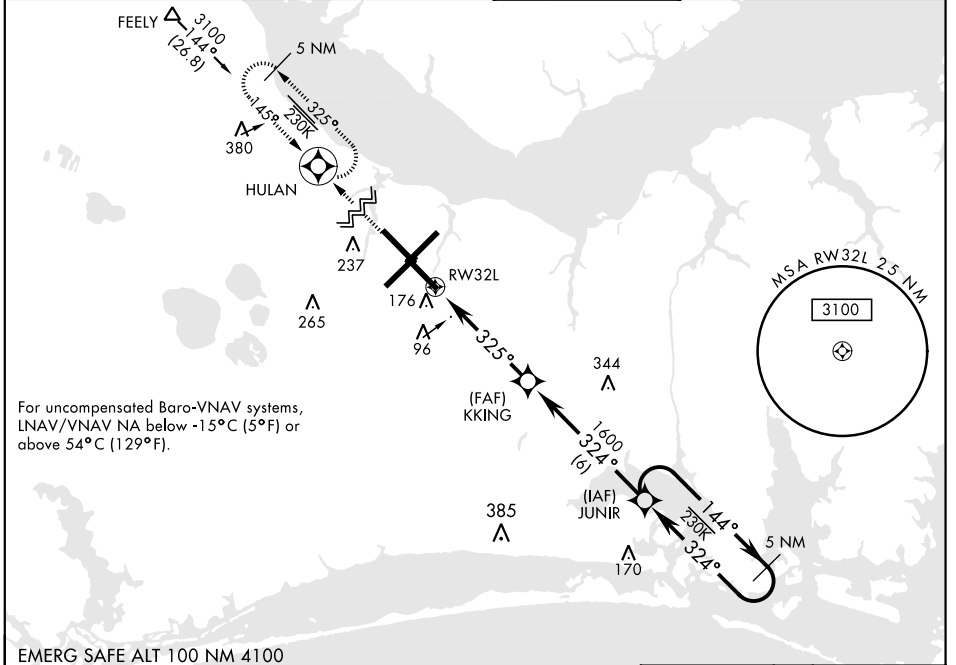 FEELY
3100
144°
(26.8)
5 NM
325°
230K
145°
380
HULAN
237
RW32L
176
265
96
MSA RW32L 25 NM
3100
325°
344
(FAF)
KKING
For uncompensated Baro-VNAV systems,
LNAV/VNAV NA below -15°C (5°F) or
above 54°C (129°F).
1600
324°
(6)
(IAF)
JUNIR
144°
230K
324°
5 NM
385
170
EMERG SAFE ALT 100 NM 4100